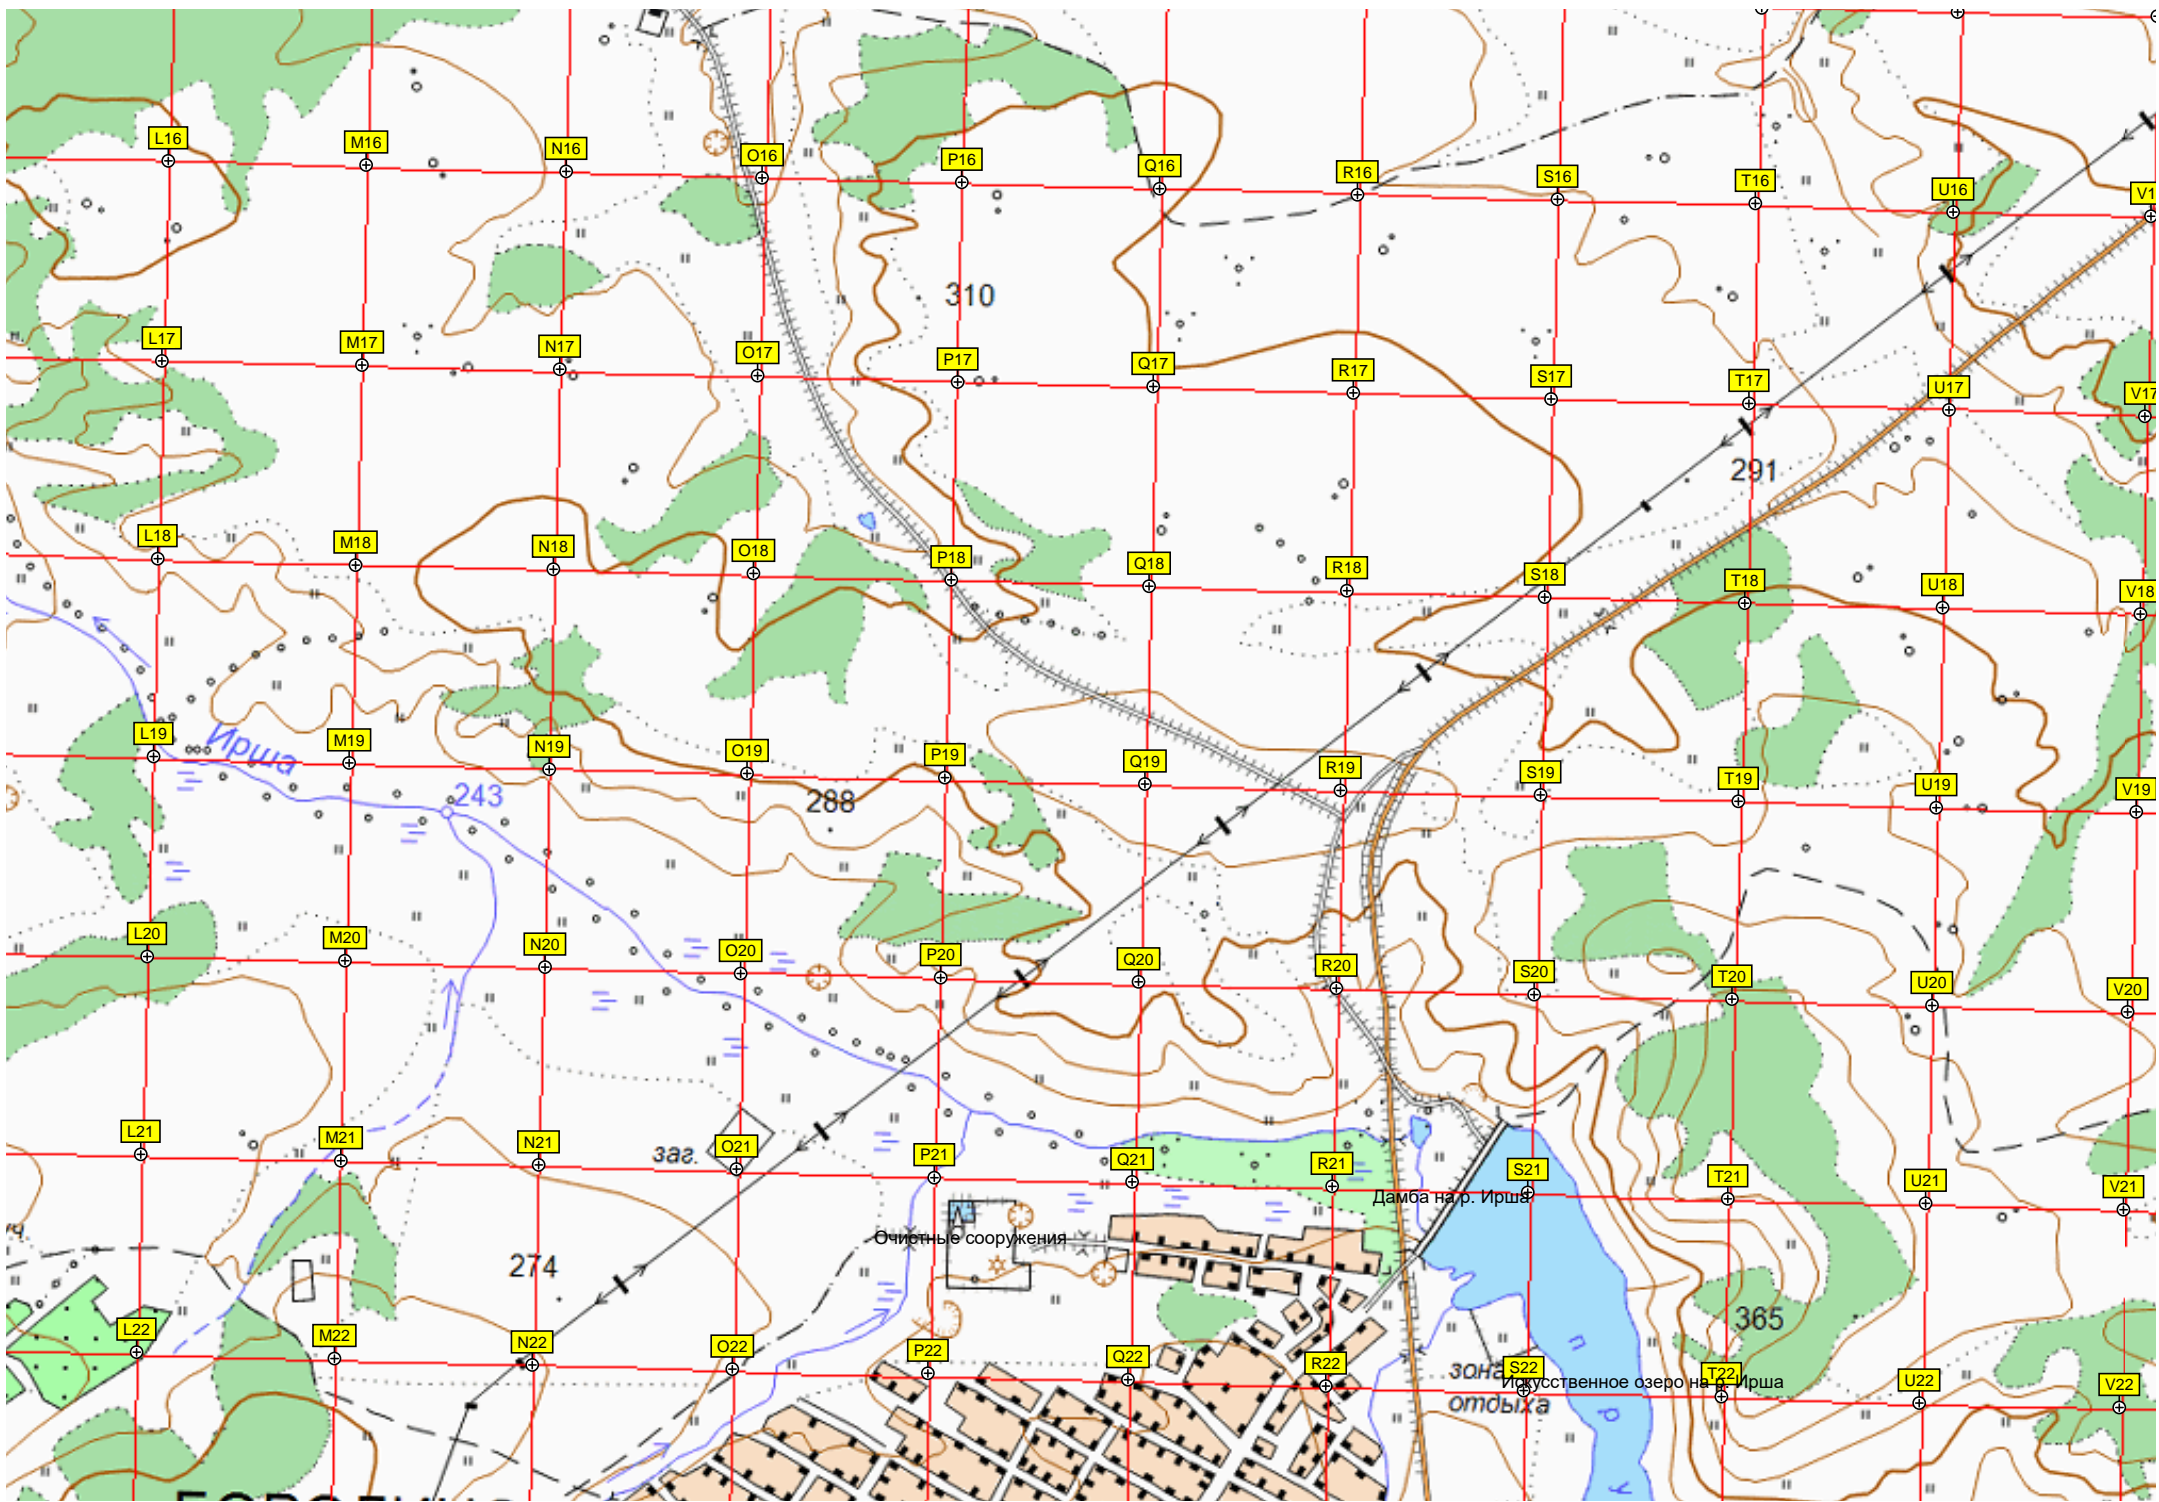 L16 M16 N16 O16 P16 Q16 R16 S16 T16 U16
310
L17 M17 N17 O17 P17 Q17 R17 S17 T17 U17 V17
291
L18 M18 N18 O18 P18 Q18 R18 S18 T18 U18 V18
L19 M19 N19 O19 P19 Q19 R19 S19 T19 U19 V19
Ирша
243
288
L20 M20 N20 O20 P20 Q20 R20 S20 T20 U20 V20
L21 M21 N21 O21 P21 Q21 R21 S21 T21 U21 V21
заг.
Дамба на р. Ирша
Очистные сооружения
274
365
L22 M22 N22 O22 P22 Q22 R22 S22 T22 U22 V22
зона
отдыха
Искусственное озеро на р. Ирша
п
р
у